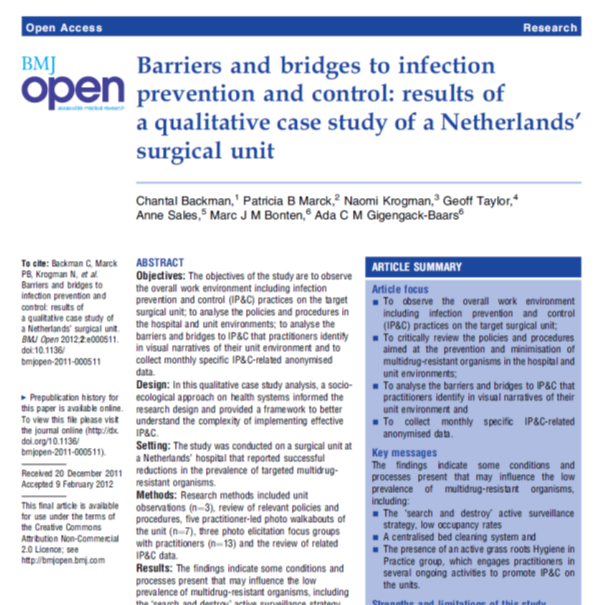 Open Access
Research
BMJ
open
accessible medical research
Barriers and bridges to infection
prevention and control: results of
a qualitative case study of a Netherlands'
surgical unit
Chantal Backman,1 Patricia B Marck,2 Naomi Krogman,3 Geoff Taylor,4
Anne Sales,5 Marc J M Bonten,6 Ada C M Gigengack-Baars6
To cite: Backman C, Marck
PB, Krogman N, et al.
Barriers and bridges to
infection prevention and
control: results of
a qualitative case study of
a Netherlands' surgical unit.
BMJ Open 2012;2:e000511.
doi:10.1136/
bmjopen-2011-000511
▸ Prepublication history for
this paper is available online.
To view this file please visit
the journal online (http://dx.
doi.org/10.1136/
bmjopen-2011-000511).
Received 20 December 2011
Accepted 9 February 2012
This final article is available
for use under the terms of
the Creative Commons
Attribution Non-Commercial
2.0 Licence; see
http://bmjopen.bmj.com
ABSTRACT
Objectives: The objectives of the study are to observe
the overall work environment including infection
prevention and control (IP&C) practices on the target
surgical unit; to analyse the policies and procedures in
the hospital and unit environments; to analyse the
barriers and bridges to IP&C that practitioners identify
in visual narratives of their unit environment and to
collect monthly specific IP&C-related anonymised
data.
Design: In this qualitative case study analysis, a socio-
ecological approach on health systems informed the
research design and provided a framework to better
understand the complexity of implementing effective
IP&C.
Setting: The study was conducted on a surgical unit at
a Netherlands' hospital that reported successful
reductions in the prevalence of targeted multidrug-
resistant organisms.
Methods: Research methods included unit
observations (n=3), review of relevant policies and
procedures, five practitioner-led photo walkabouts of
the unit (n=7), three photo elicitation focus groups
with practitioners (n=13) and the review of related
IP&C data.
Results: The findings indicate some conditions and
processes present that may influence the low
prevalence of multidrug-resistant organisms, including
the 'search and destroy' active surveillance strategy,
ARTICLE SUMMARY
Article focus
■ To observe the overall work environment
including infection prevention and control
(IP&C) practices on the target surgical unit;
■ To critically review the policies and procedures
aimed at the prevention and minimisation of
multidrug-resistant organisms in the hospital and
unit environments;
■ To analyse the barriers and bridges to IP&C that
practitioners identify in visual narratives of their
unit environment and
■ To collect monthly specific IP&C-related
anonymised data.
Key messages
The findings indicate some conditions and
processes present that may influence the low
prevalence of multidrug-resistant organisms,
including:
■ The 'search and destroy' active surveillance
strategy, low occupancy rates
■ A centralised bed cleaning system and
■ The presence of an active grass roots Hygiene in
Practice group, which engages practitioners in
several ongoing activities to promote IP&C on
the units.
Strengths and limitations of this study